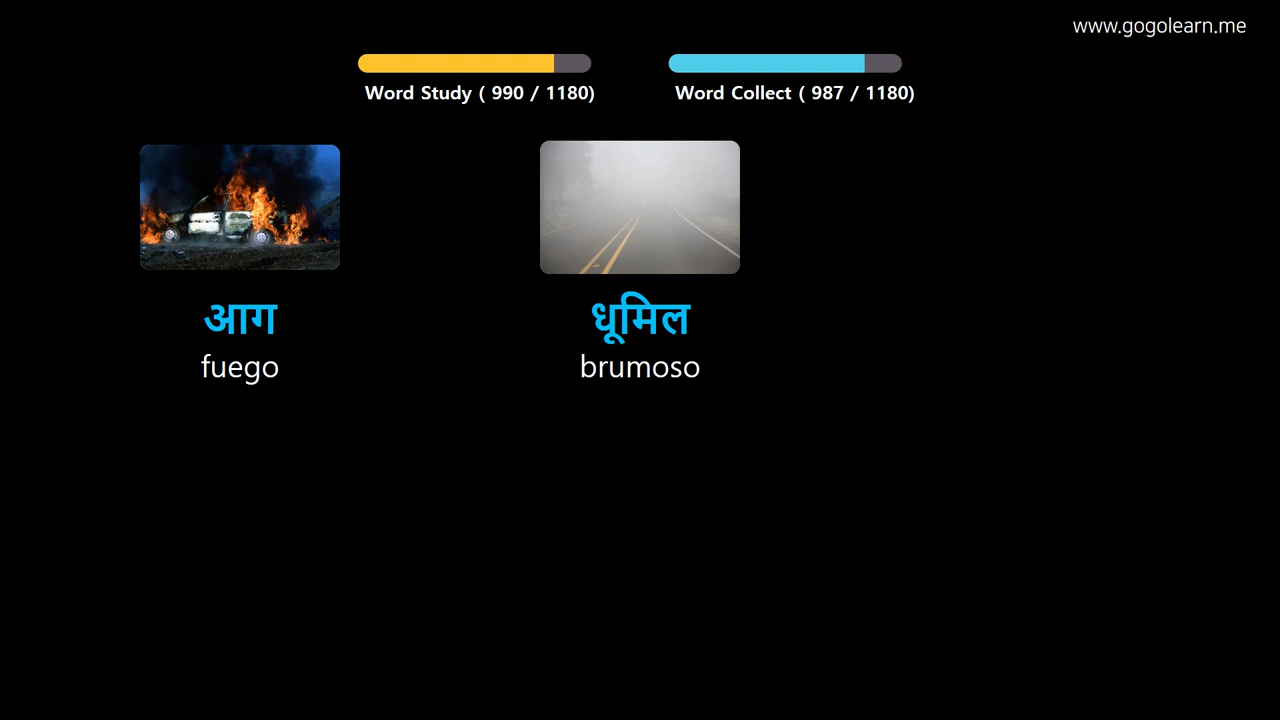 www.gogolearn.me
Word Study ( 990 / 1180)
Word Collect ( 987 / 1180)
आग
fuego
धूमिल
brumoso